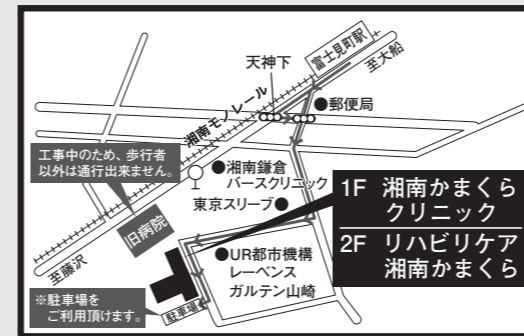 富士見町駅
至大船
天神下
●郵便局
湘南モノレール
工事中のため、歩行者
以外は通行出来ません。
●湘南鎌倉
バースクリニック
東京スリーブ●
旧病院
至藤沢
1F 湘南かまくら
クリニック
2F リハビリケア
湘南かまくら
●UR都市機構
レーベンス
ガルテン山崎
※駐車場を
ご利用頂けます。
駐車場